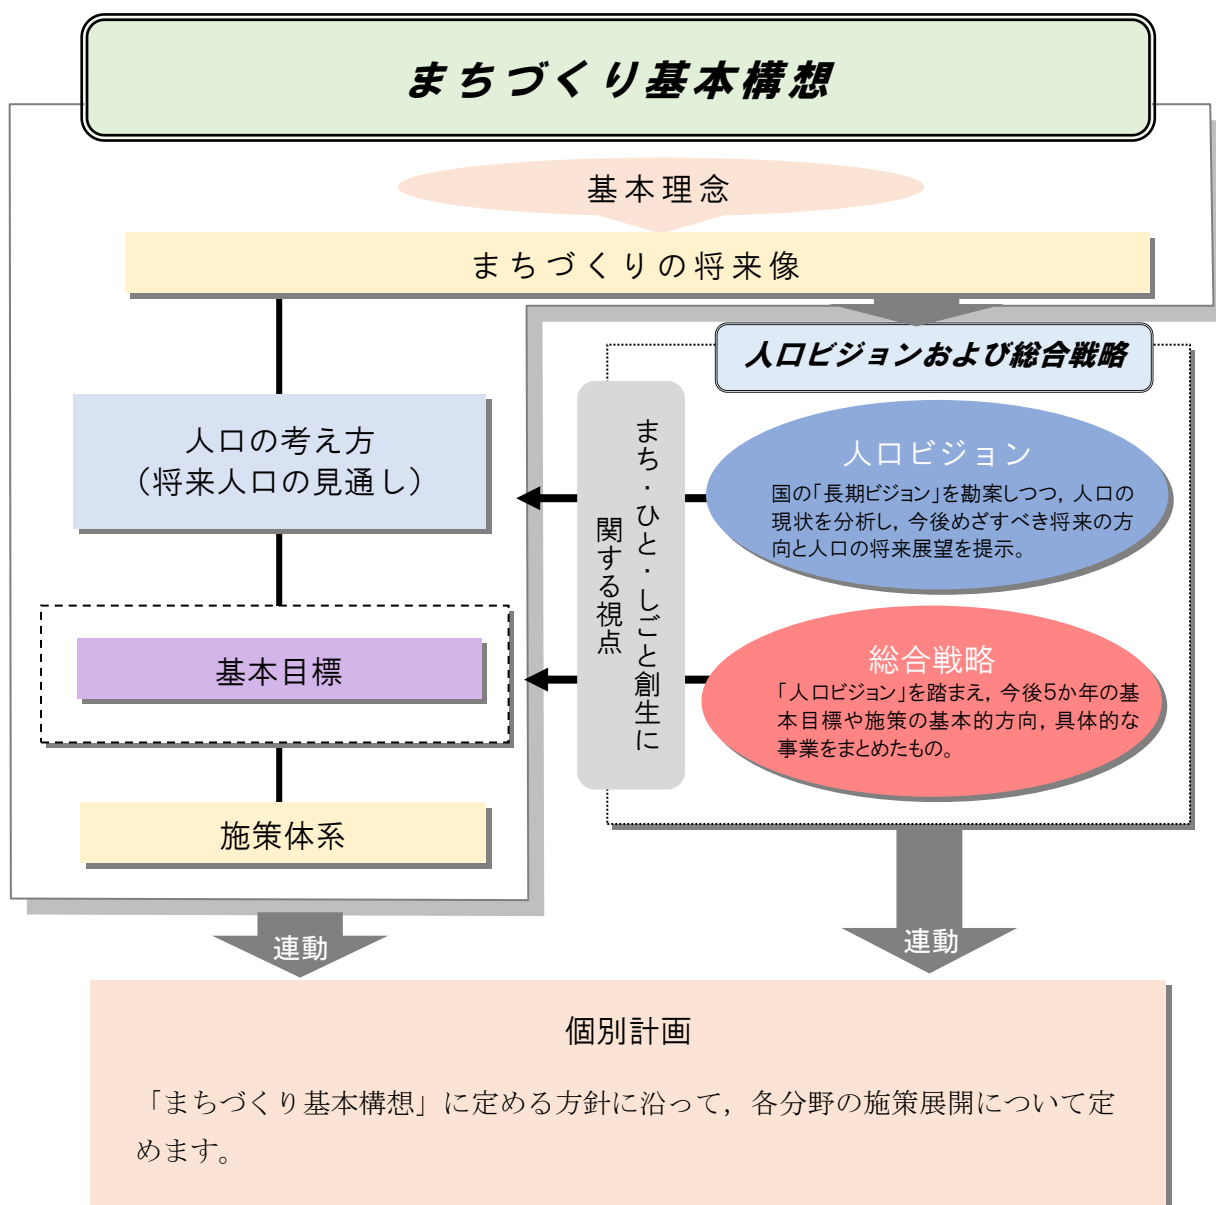 まちづくり基本構想
基本理念
まちづくりの将来像
人口の考え方
（将来人口の見通し）
基本目標
施策体系
人口ビジョンおよび総合戦略
まち・ひと・しごと創生に
関する視点
人口ビジョン
国の「長期ビジョン」を勘案しつつ，人口の
現状を分析し，今後めざすべき将来の方
向と人口の将来展望を提示。
総合戦略
「人口ビジョン」を踏まえ，今後5か年の基
本目標や施策の基本的方向，具体的な
事業をまとめたもの。
連動
連動
個別計画
「まちづくり基本構想」に定める方針に沿って，各分野の施策展開について定
めます。